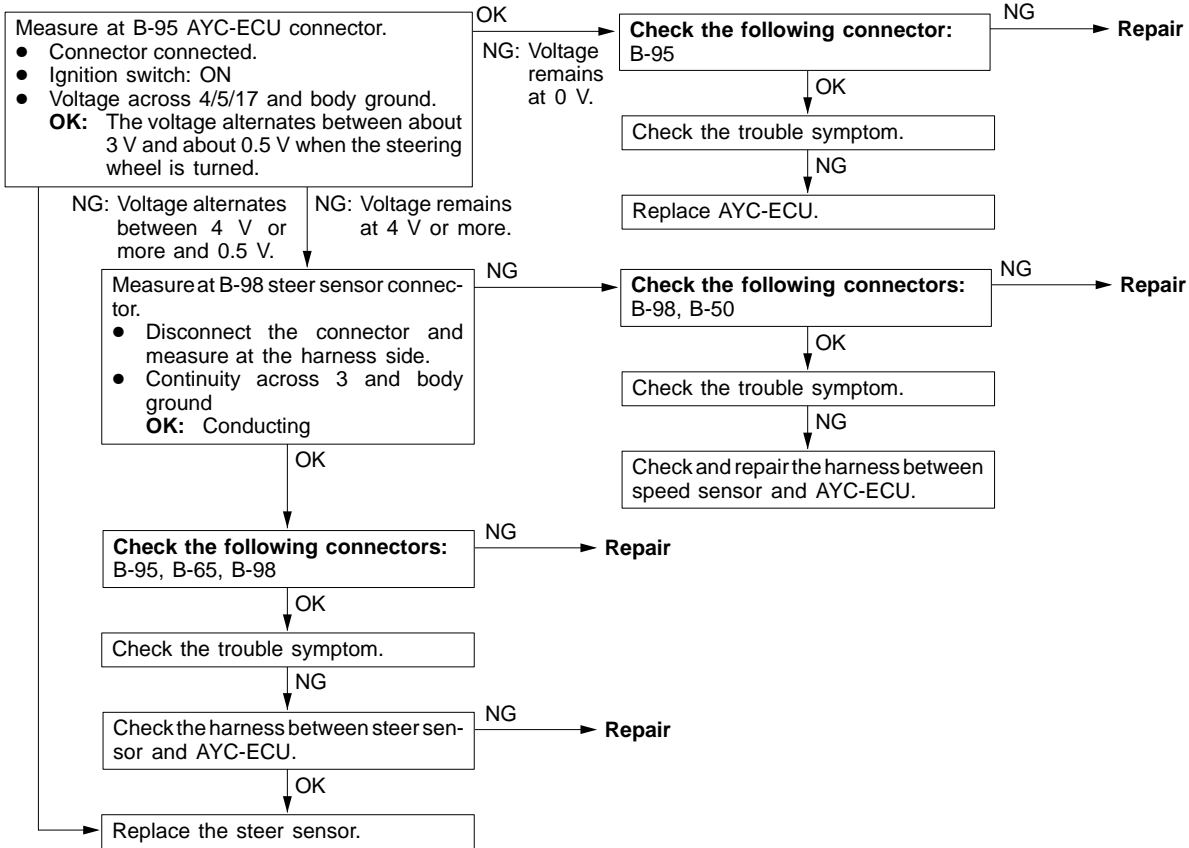 Measure at B-95 AYC-ECU connector.
● Connector connected.
● Ignition switch: ON
● Voltage across 4/5/17 and body ground.
OK: The voltage alternates between about
3 V and about 0.5 V when the steering
wheel is turned.
OK
NG: Voltage
remains
at 0 V.
Check the following connector:
B-95
NG
Repair
OK
Check the trouble symptom.
NG
Replace AYC-ECU.
NG: Voltage alternates
between 4 V or
more and 0.5 V.
NG: Voltage remains
at 4 V or more.
Measure at B-98 steer sensor connec-
tor.
● Disconnect the connector and
measure at the harness side.
● Continuity across 3 and body
ground
OK: Conducting
NG
Check the following connectors:
B-98, B-50
NG
Repair
OK
Check the trouble symptom.
NG
Check and repair the harness between
speed sensor and AYC-ECU.
OK
Check the following connectors:
B-95, B-65, B-98
NG
Repair
OK
Check the trouble symptom.
NG
Check the harness between steer sen-
sor and AYC-ECU.
NG
Repair
OK
Replace the steer sensor.